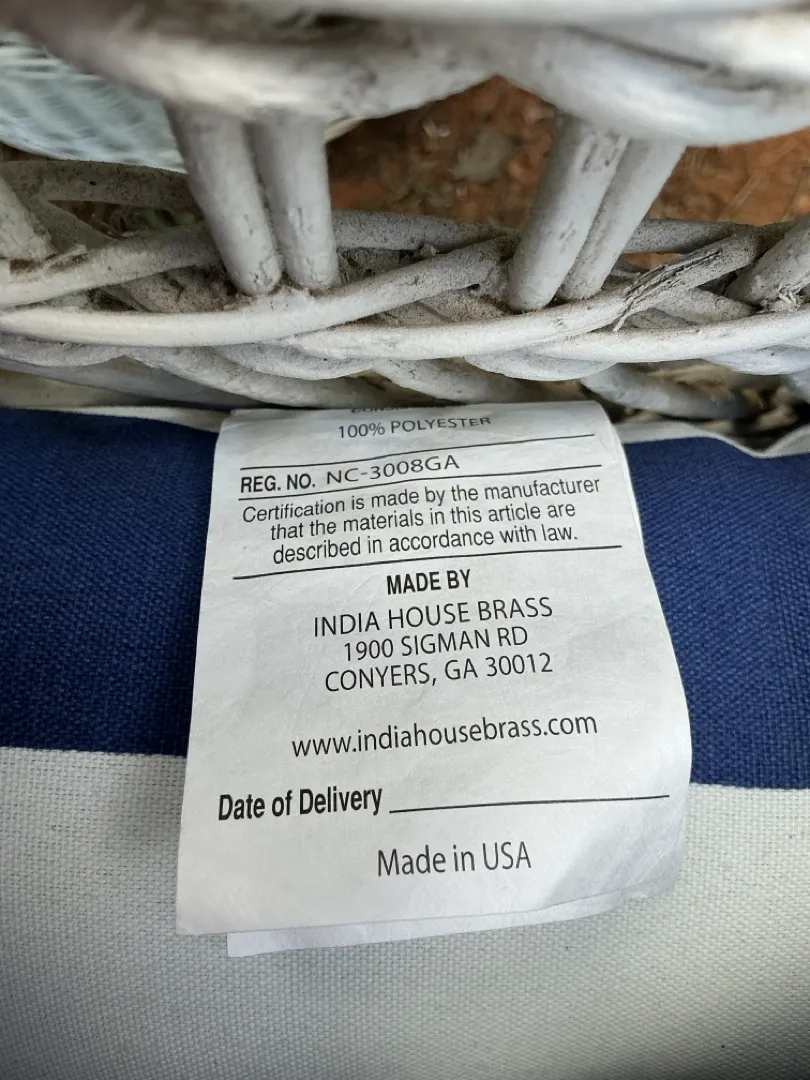 100% POLYESTER
REG. NO. NC-3008GA
Certification is made by the manufacturer
that the materials in this article are
described in accordance with law.
MADE BY
INDIA HOUSE BRASS
1900 SIGMAN RD
CONYERS, GA 30012
www.indiahousebrass.com
Date of Delivery
Made in USA